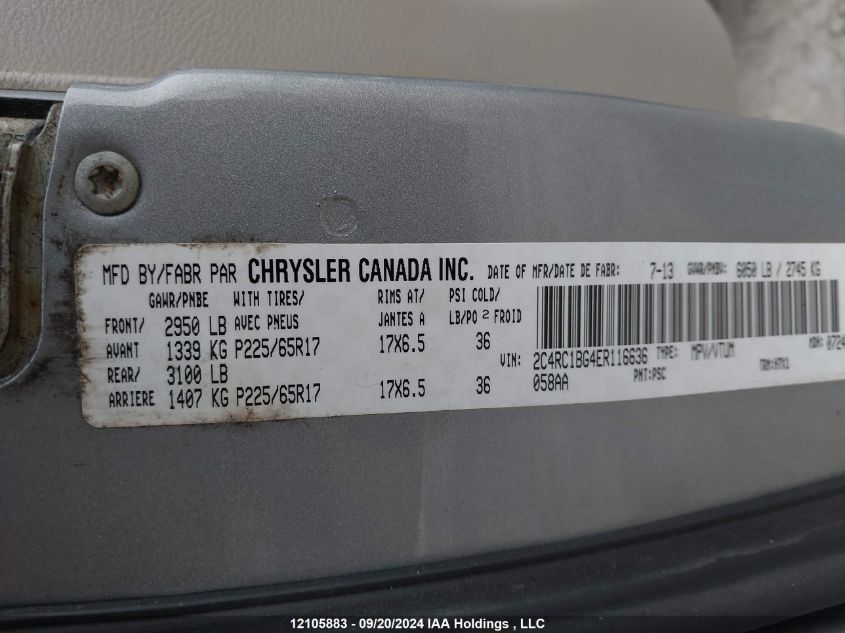 MFD BY/FABR PAR CHRYSLER CANADA INC. DATE OF MFR/DATE DE FABR: 7-13 GVWR/PNBV: 6050 LB / 2745 KG
GAWR/PNBE WITH TIRES/ RIMS AT/ PSI COLD/
FRONT/ 2950 LB AVEC PNEUS JANTES A LB/PO 2 FROID
AVANT 1339 KG P225/65R17 17X6.5 36
REAR/ 3100 LB
ARRIERE 1407 KG P225/65R17 17X6.5 36
VIN: 2C4RC1BG4ER116636 TYPE: MPV/VTUM MDH: 0724
058AA PNT:PSC
12105883 - 09/20/2024 IAA Holdings , LLC